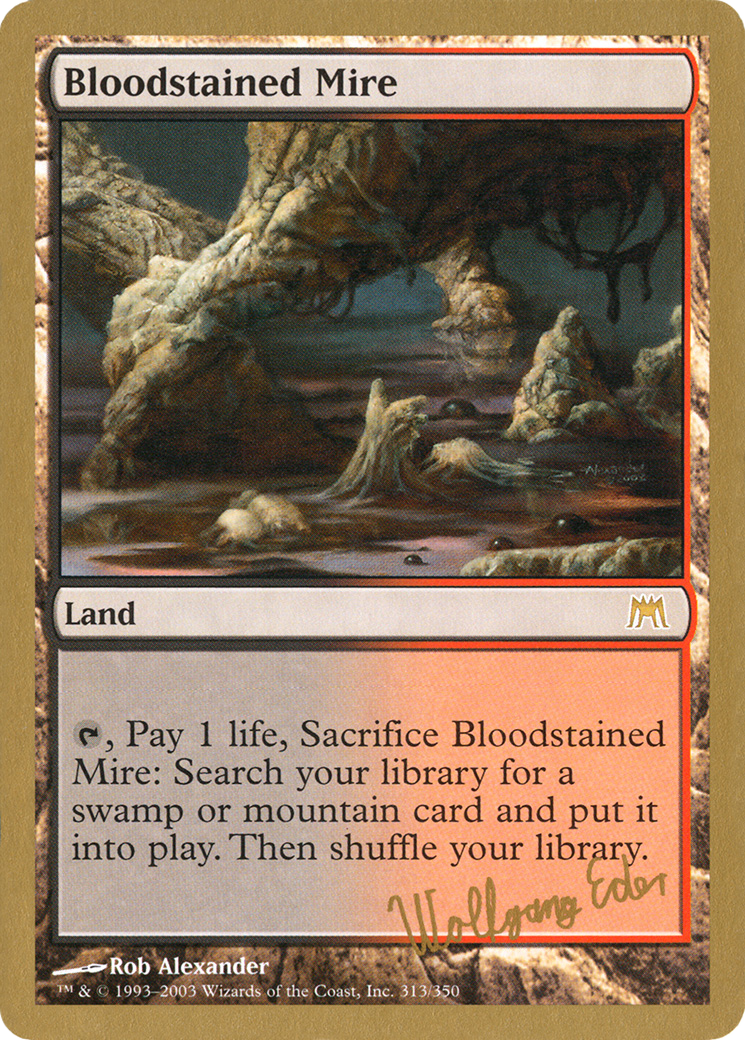 Bloodstained Mire
Alexander
2002
Land
, Pay 1 life, Sacrifice Bloodstained
Mire: Search your library for a
swamp or mountain card and put it
into play. Then shuffle your library.
Wolfgang Eder
Rob Alexander
™ & © 1993–2003 Wizards of the Coast, Inc. 313/350